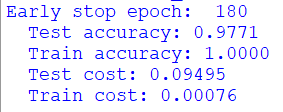 Early stop epoch:  180
  Test accuracy: 0.9771
  Train accuracy: 1.0000
  Test cost: 0.09495
  Train cost: 0.00076